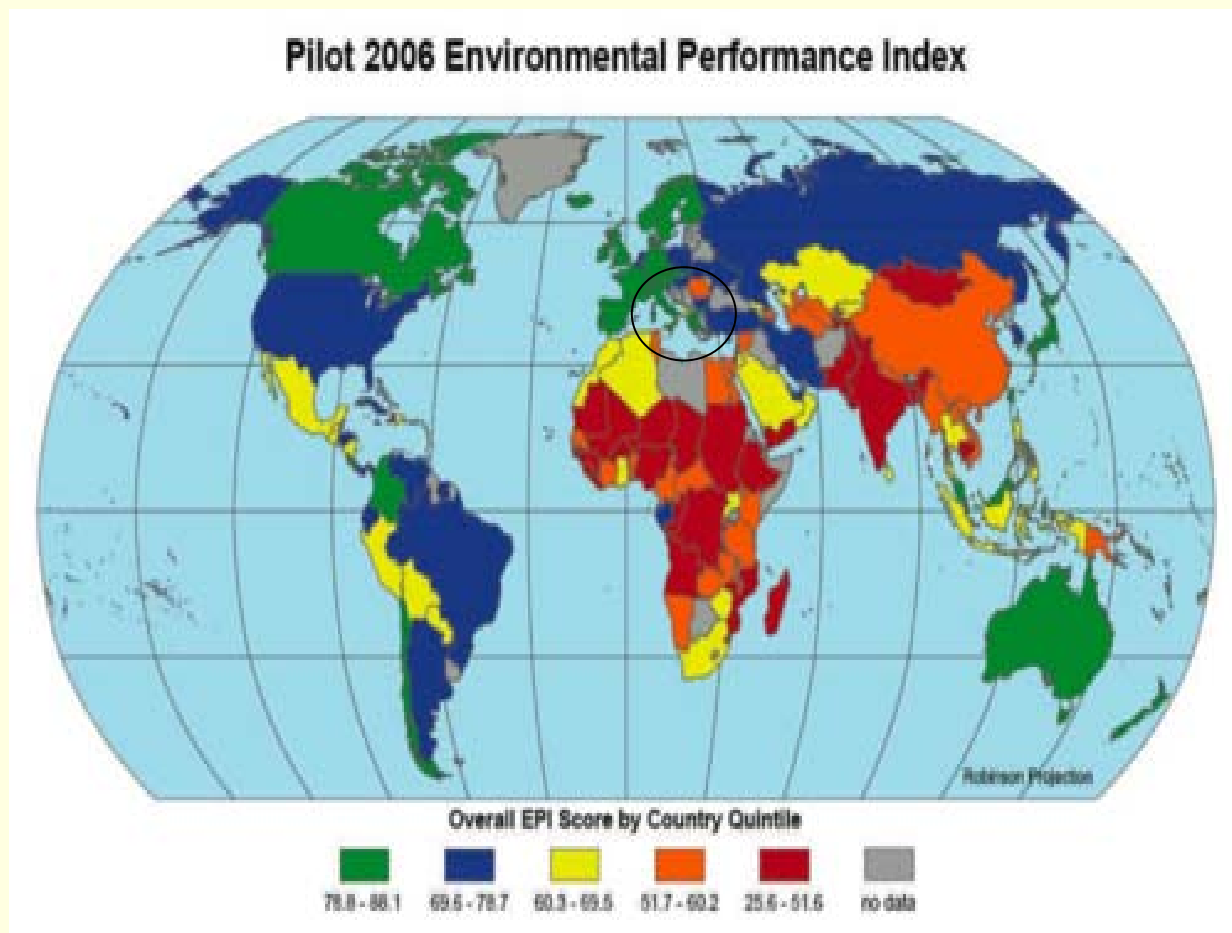 Pilot 2006 Environmental Performance Index
Robinson Projection
Overall EPI Score by Country Quintile
78.8 - 88.1 69.6 - 78.7 60.3 - 69.5 51.7 - 60.2 25.6 - 51.6 no data